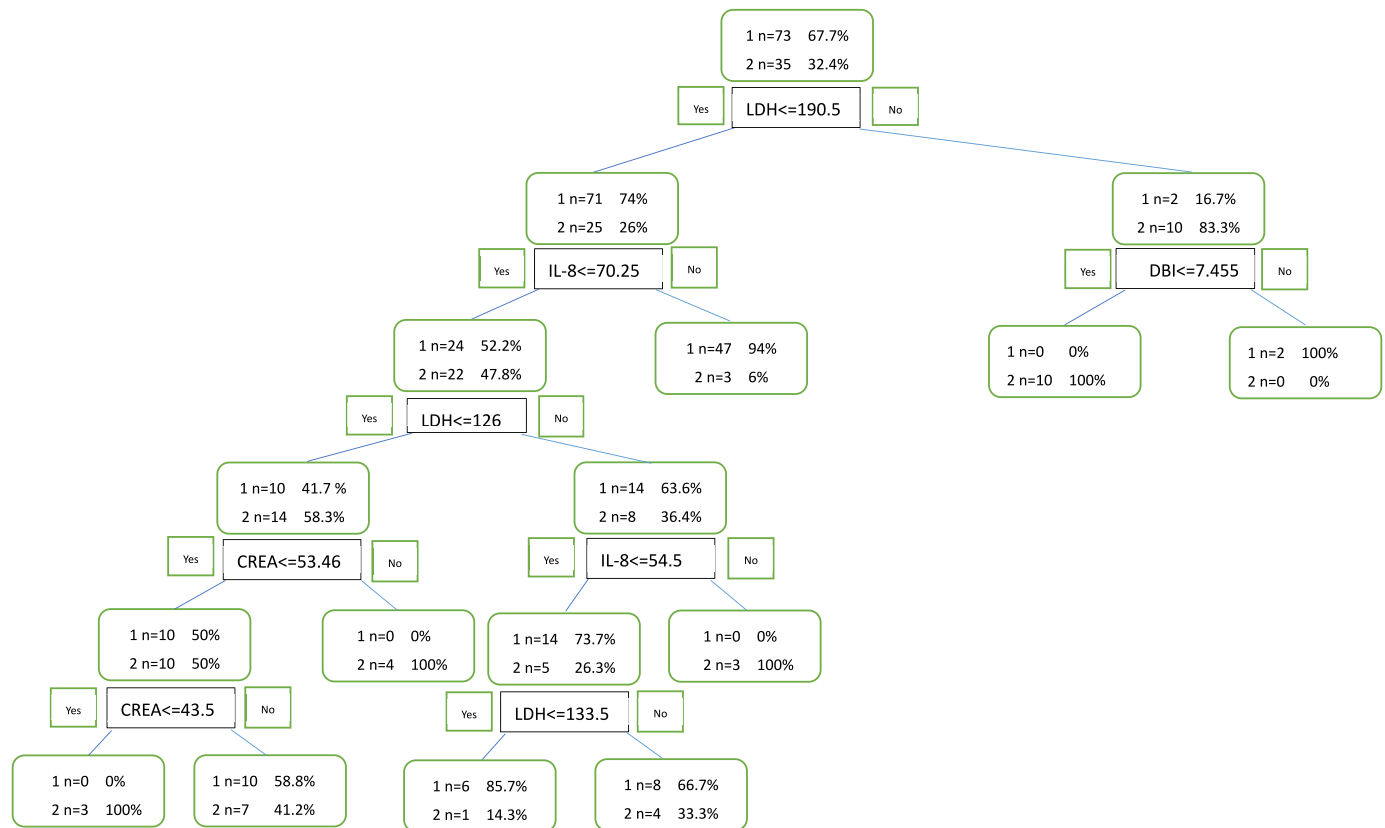 1 n=73 67.7%
2 n=35 32.4%
Yes LDH<=190.5 No
1 n=71 74%
2 n=25 26%
1 n=2 16.7%
2 n=10 83.3%
Yes IL-8<=70.25 No
Yes DBI<=7.455 No
1 n=24 52.2%
2 n=22 47.8%
1 n=47 94%
2 n=3 6%
1 n=0 0%
2 n=10 100%
1 n=2 100%
2 n=0 0%
Yes LDH<=126 No
1 n=10 41.7 %
2 n=14 58.3%
1 n=14 63.6%
2 n=8 36.4%
Yes CREA<=53.46 No
Yes IL-8<=54.5 No
1 n=10 50%
2 n=10 50%
1 n=0 0%
2 n=4 100%
1 n=14 73.7%
2 n=5 26.3%
1 n=0 0%
2 n=3 100%
Yes CREA<=43.5 No
Yes LDH<=133.5 No
1 n=0 0%
2 n=3 100%
1 n=10 58.8%
2 n=7 41.2%
1 n=6 85.7%
2 n=1 14.3%
1 n=8 66.7%
2 n=4 33.3%